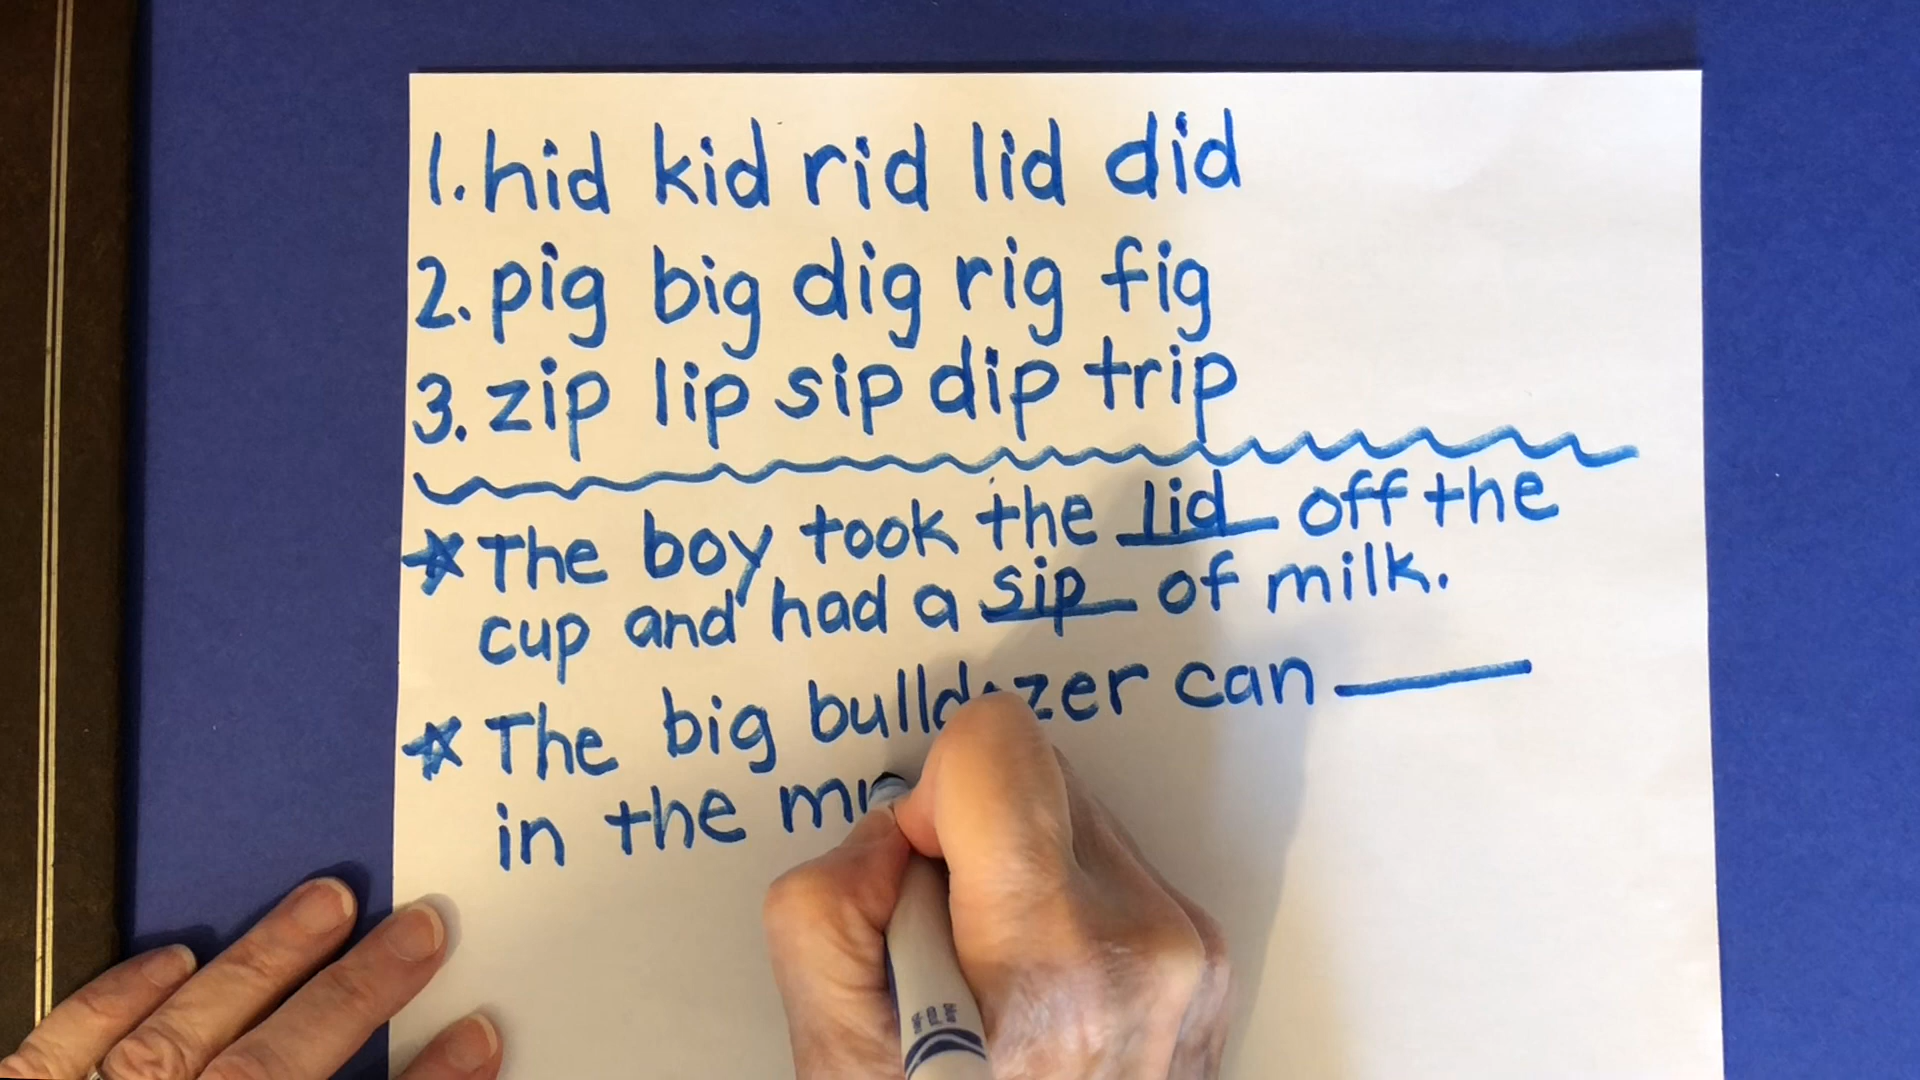 1. hid kid rid lid did
2. pig big dig rig fig
3. zip lip sip dip trip
The boy took the lid off the
cup and had a sip of milk.
The big bulldozer can ____
in the